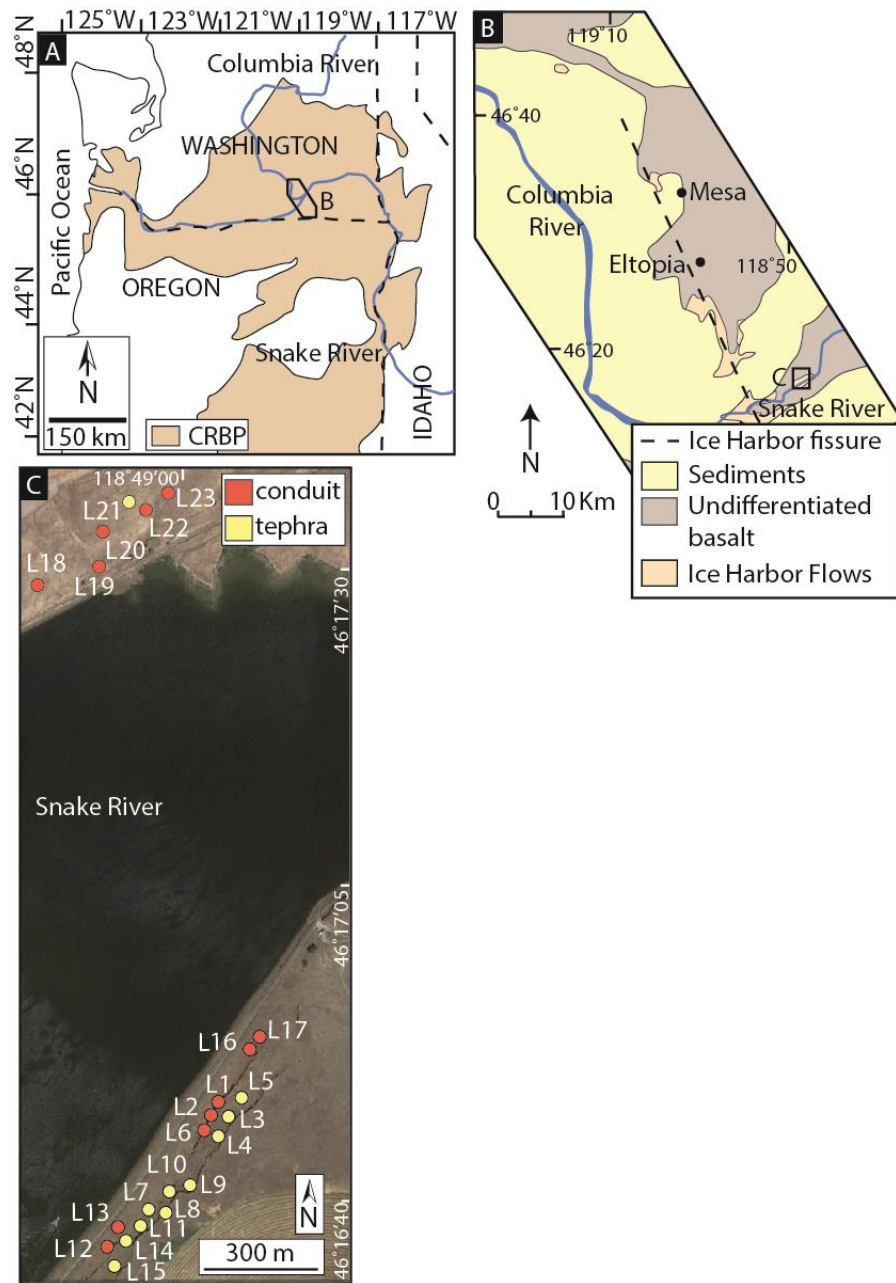 125˚W 123˚W 121˚W 119˚W 117˚W
48˚N
46˚N
44˚N
42˚N
A
Columbia River
WASHINGTON
B
Pacific Ocean
OREGON
Snake River
IDAHO
N
150 km
CRBP
B
119˚10
46˚40
Columbia
River
Mesa
Eltopia
118˚50
46˚20
C
Snake River
N
0 10 Km
Ice Harbor fissure
Sediments
Undifferentiated
basalt
Ice Harbor Flows
C
118˚49'00
conduit
tephra
L23
L21
L22
L20
L18
L19
46˚17'30
Snake River
46˚17'05
L17
L16
L1
L5
L2
L3
L6
L4
L10
L9
L7
L8
L13
L11
L12
L14
L15
N
300 m
46˚16'40